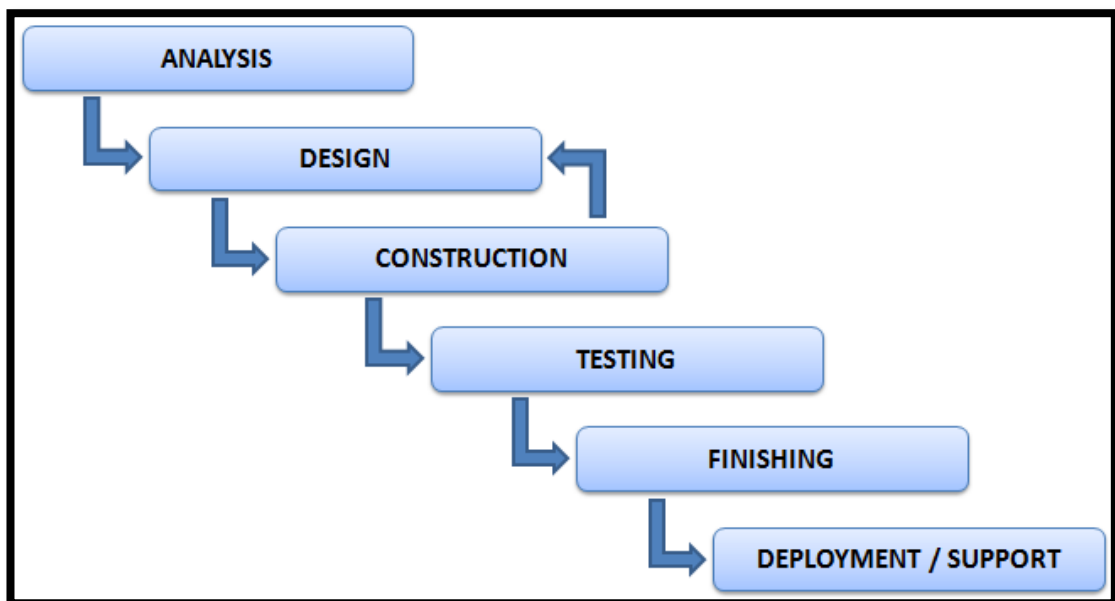 ANALYSIS
DESIGN
CONSTRUCTION
TESTING
FINISHING
DEPLOYMENT / SUPPORT